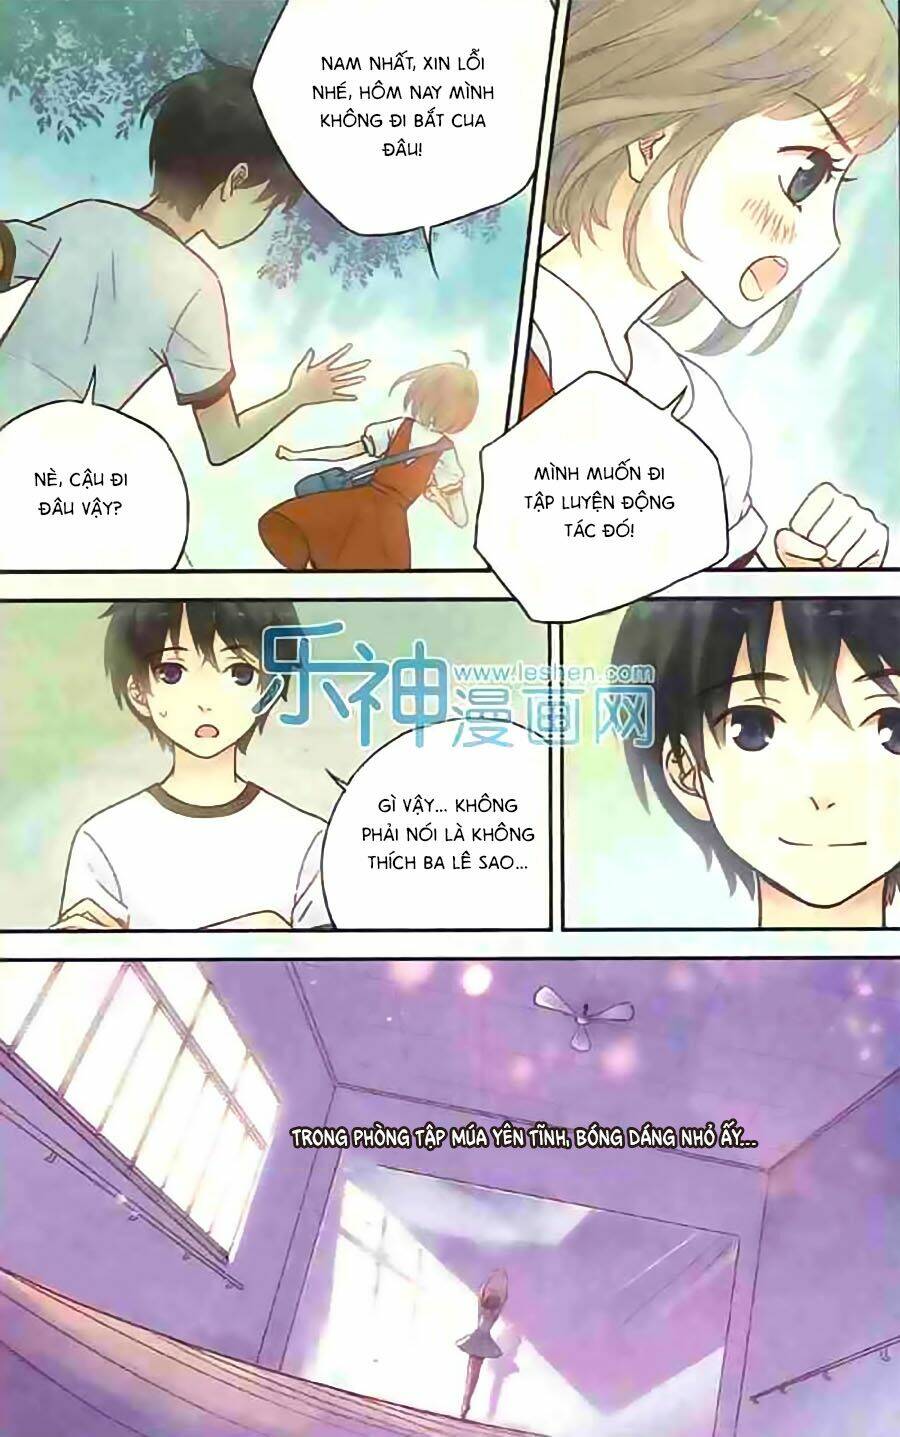 NAM NHẤT, XIN LỖI
NHÉ, HÔM NAY MÌNH
KHÔNG ĐI BẮT CUA
ĐÂU!
NÈ, CẬU ĐI
ĐÂU VẬY?
MÌNH MUỐN ĐI
TẬP LUYỆN ĐỘNG
TÁC ĐÓ!
乐神漫画网
www.leshen.com
GÌ VẬY... KHÔNG
PHẢI NÓI LÀ KHÔNG
THÍCH BA LÊ SAO...
TRONG PHÒNG TẬP MÚA YÊN TĨNH, BÓNG DÁNG NHỎ ẤY...